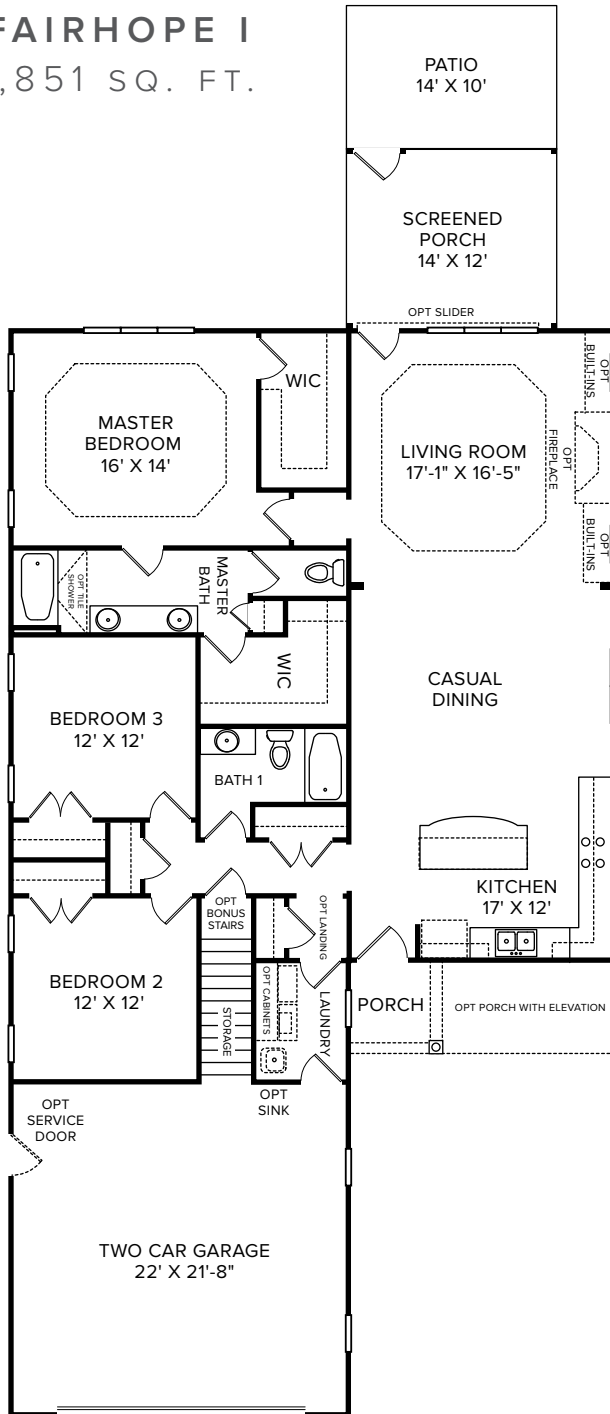 FAIRHOPE I
,851 SQ. FT.
PATIO
14' X 10'
SCREENED
PORCH
14' X 12'
OPT SLIDER
WIC
MASTER
BEDROOM
16' X 14'
LIVING ROOM
17'-1" X 16'-5"
OPT
BUILT-INS
OPT
FIREPLACE
OPT
BUILT-INS
OPT TILE
SHOWER
MASTER
BATH
WIC
CASUAL
DINING
BEDROOM 3
12' X 12'
BATH 1
KITCHEN
17' X 12'
OPT
BONUS
STAIRS
OPT LANDING
BEDROOM 2
12' X 12'
STORAGE
OPT CABINETS
LAUNDRY
PORCH
OPT PORCH WITH ELEVATION
OPT
SINK
OPT
SERVICE
DOOR
TWO CAR GARAGE
22' X 21'-8"